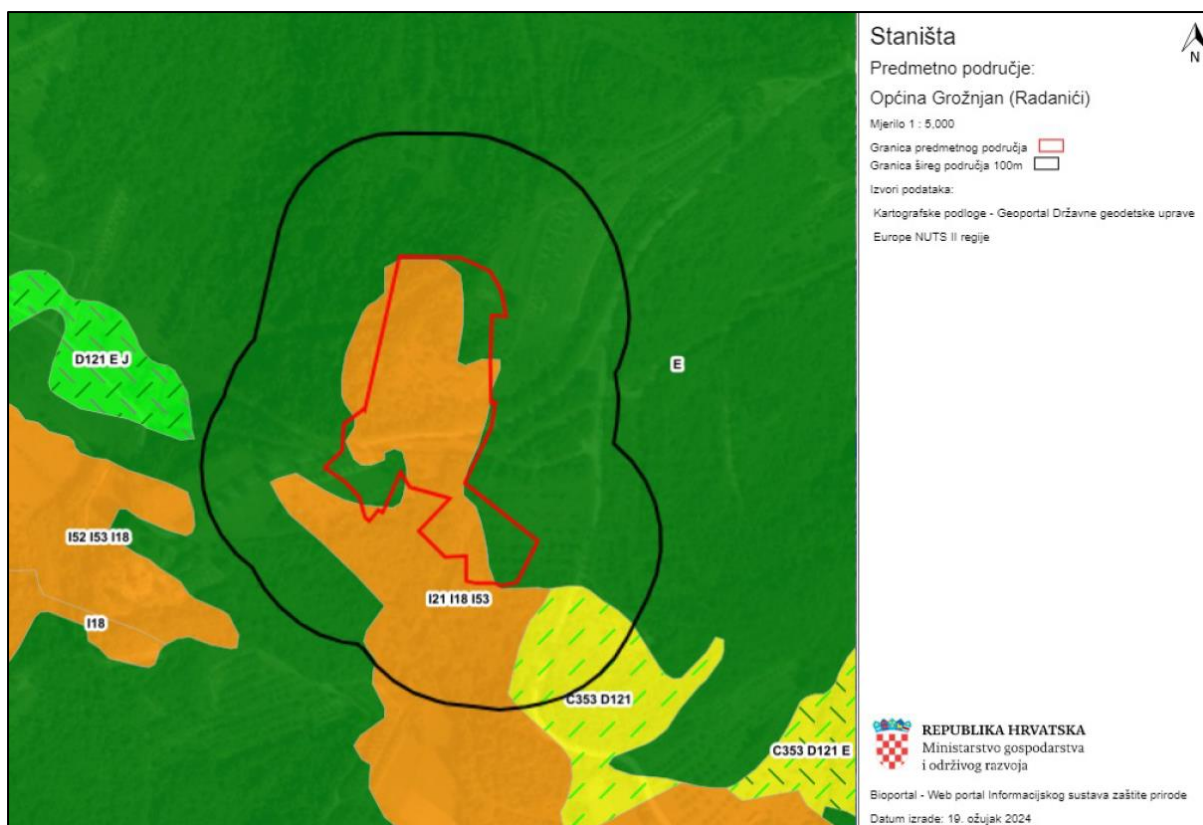 Staništa
N
Predmetno područje:
Općina Grožnjan (Radanići)
Mjerilo 1 : 5,000
Granica predmetnog područja
Granica šireg područja 100m
Izvori podataka:
Kartografske podloge - Geoportal Državne geodetske uprave
Europe NUTS II regije
D121 E J
E
I52 I53 I18
I21 I18 I53
I18
C353 D121
C353 D121 E
REPUBLIKA HRVATSKA
Ministarstvo gospodarstva
i održivog razvoja
Bioportal - Web portal Informacijskog sustava zaštite prirode
Datum izrade: 19. ožujak 2024